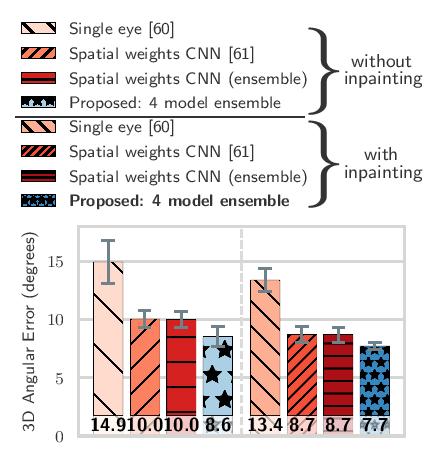 Single eye [60]
Spatial weights CNN [61]
Spatial weights CNN (ensemble)
Proposed: 4 model ensemble
without
inpainting
Single eye [60]
Spatial weights CNN [61]
Spatial weights CNN (ensemble)
Proposed: 4 model ensemble
with
inpainting
3D Angular Error (degrees)
15
10
5
0
14.9 10.0 10.0 8.6 13.4 8.7 8.7 7.7